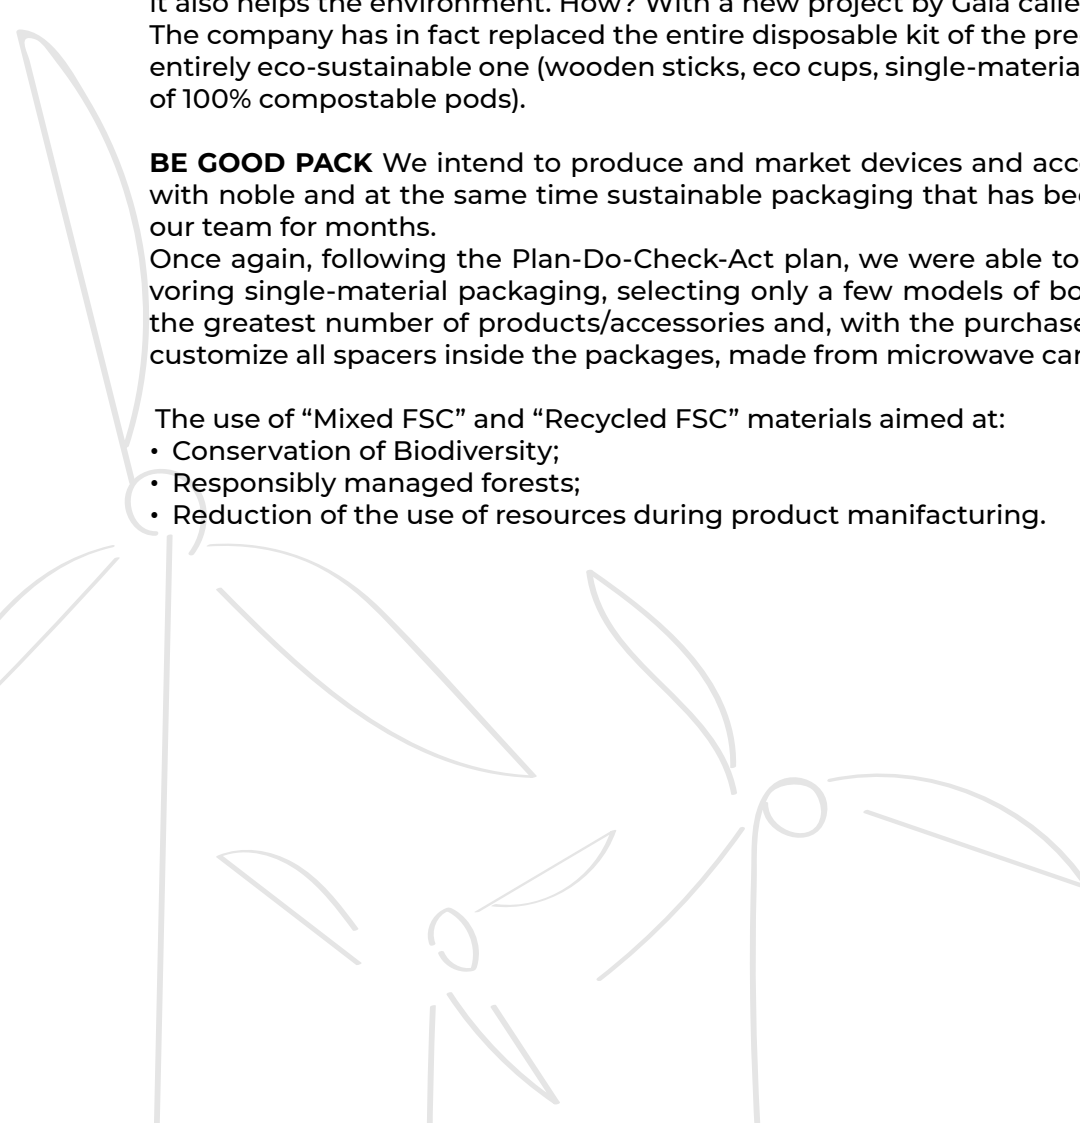 It also helps the environment. How? With a new project by Gaia calle
The company has in fact replaced the entire disposable kit of the pre
entirely eco-sustainable one (wooden sticks, eco cups, single-materia
of 100% compostable pods).
BE GOOD PACK We intend to produce and market devices and acc
with noble and at the same time sustainable packaging that has bee
our team for months.
Once again, following the Plan-Do-Check-Act plan, we were able to
voring single-material packaging, selecting only a few models of bo
the greatest number of products/accessories and, with the purchase
customize all spacers inside the packages, made from microwave car
The use of “Mixed FSC” and “Recycled FSC” materials aimed at:
• Conservation of Biodiversity;
• Responsibly managed forests;
• Reduction of the use of resources during product manifacturing.